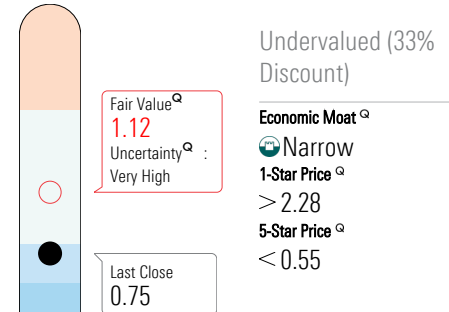 Fair Value Q
1.12
Uncertainty Q :
Very High
Last Close
0.75
Undervalued (33%
Discount)
Economic Moat Q
Narrow
1-Star Price Q
>2.28
5-Star Price Q
<0.55